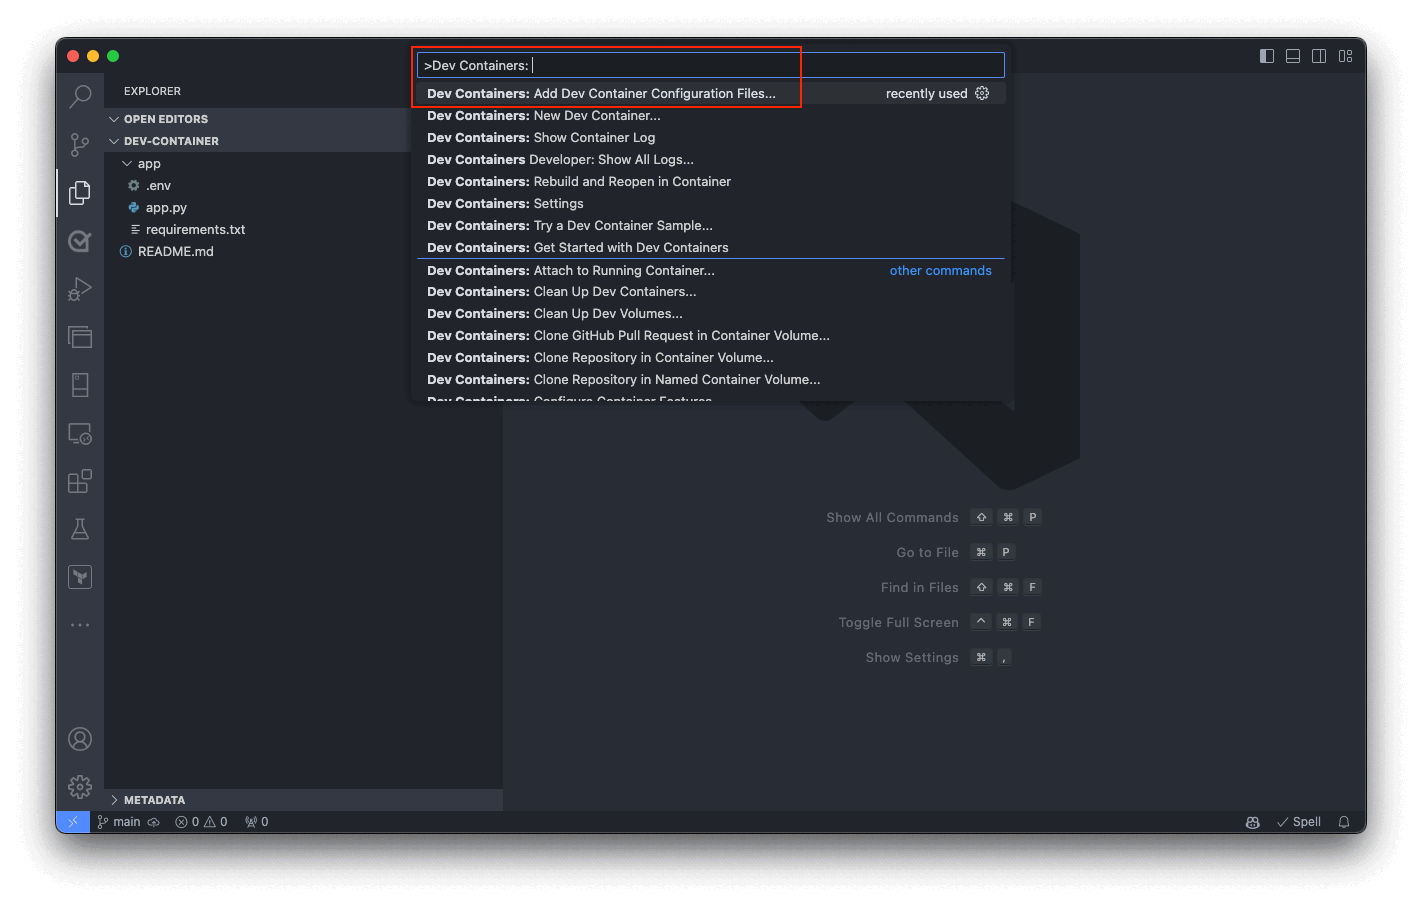 >Dev Containers:
Dev Containers: Add Dev Container Configuration Files... recently used
Dev Containers: New Dev Container...
Dev Containers: Show Container Log
Dev Containers Developer: Show All Logs...
Dev Containers: Rebuild and Reopen in Container
Dev Containers: Settings
Dev Containers: Try a Dev Container Sample...
Dev Containers: Get Started with Dev Containers
Dev Containers: Attach to Running Container... other commands
Dev Containers: Clean Up Dev Containers...
Dev Containers: Clean Up Dev Volumes...
Dev Containers: Clone GitHub Pull Request in Container Volume...
Dev Containers: Clone Repository in Container Volume...
Dev Containers: Clone Repository in Named Container Volume...
Dev Containers: Configure Container Features
EXPLORER
OPEN EDITORS
DEV-CONTAINER
app
.env
app.py
requirements.txt
README.md
Show All Commands ⇧ ⌘ P
Go to File ⌘ P
Find in Files ⇧ ⌘ F
Toggle Full Screen ^ ⌘ F
Show Settings ⌘ ,
METADATA
main 0 0 0 Spell